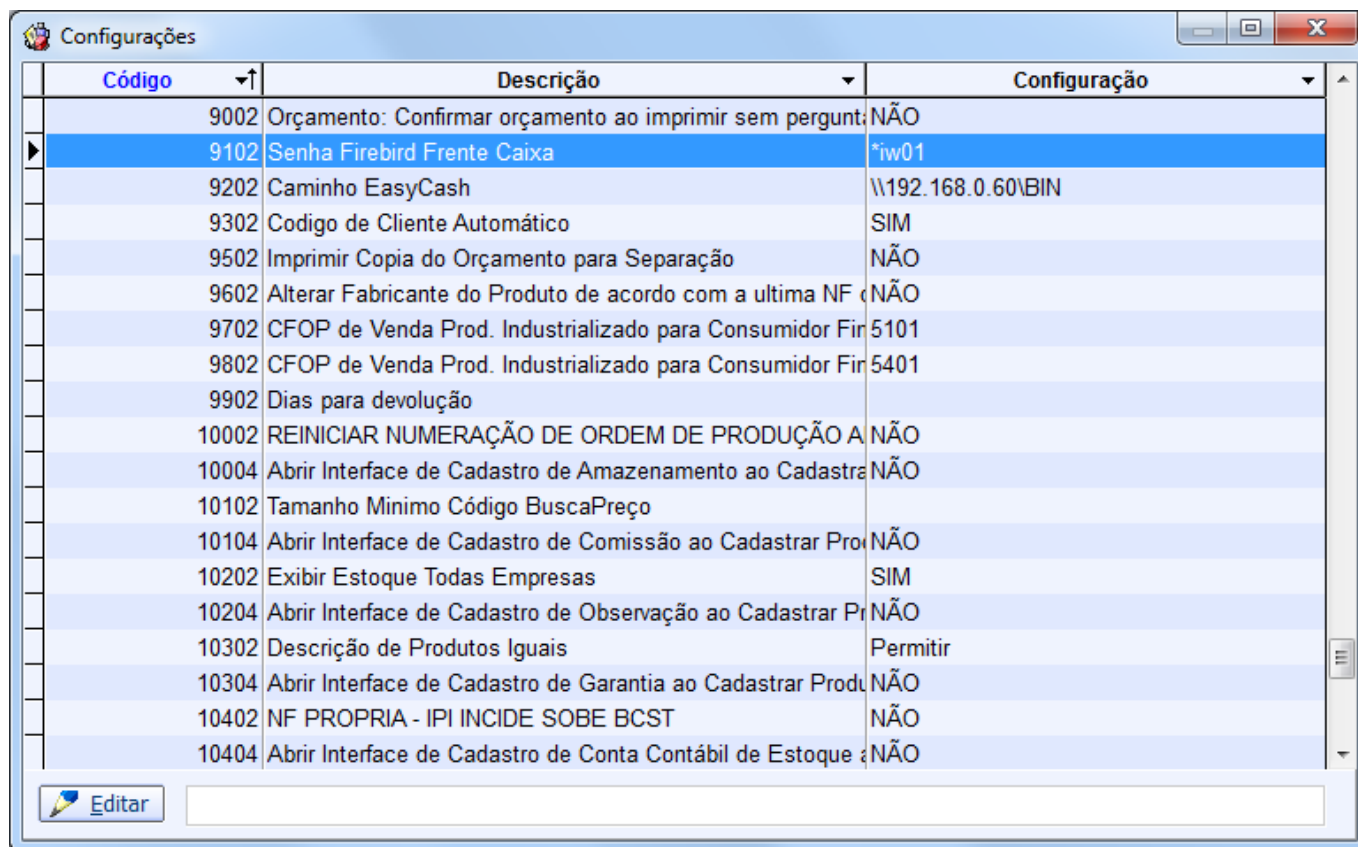 Configurações
Código Descrição Configuração
9002 Orçamento: Confirmar orçamento ao imprimir sem NÃO
9102 Senha Firebird Frente Caixa *iw01
9202 Caminho EasyCash \\192.168.0.60\BIN
9302 Codigo de Cliente Automático SIM
9502 Imprimir Copia do Orçamento para Separação NÃO
9602 Alterar Fabricante do Produto de acordo com a ultima NF NÃO
9702 CFOP de Venda Prod. Industrializado para Consumidor 5101
9802 CFOP de Venda Prod. Industrializado para Consumidor 5401
9902 Dias para devolução
10002 REINICIAR NUMERAÇÃO DE ORDEM DE PRODUÇÃO NÃO
10004 Abrir Interface de Cadastro de Amazenamento ao NÃO
10102 Tamanho Minimo Código BuscaPreço
10104 Abrir Interface de Cadastro de Comissão ao Cadastrar NÃO
10202 Exibir Estoque Todas Empresas SIM
10204 Abrir Interface de Cadastro de Observação ao Cadastrar NÃO
10302 Descrição de Produtos Iguais Permitir
10304 Abrir Interface de Cadastro de Garantia ao Cadastrar NÃO
10402 NF PROPRIA - IPI INCIDE SOBE BCST NÃO
10404 Abrir Interface de Cadastro de Conta Contábil de Estoque NÃO
Editar